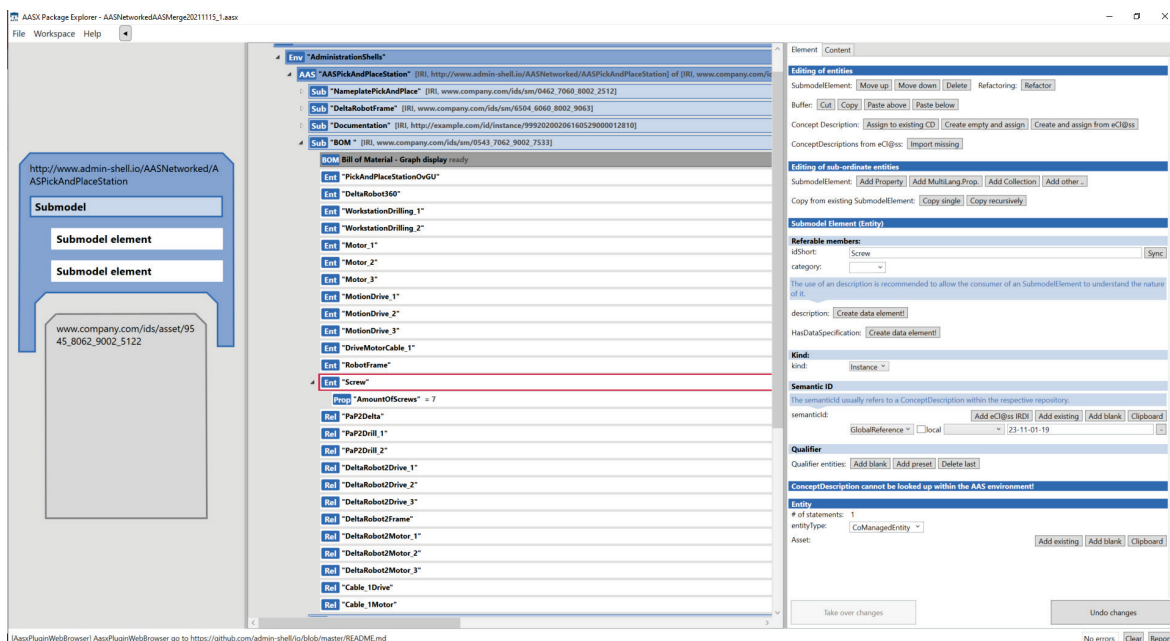 AASX Package Explorer - AASNetworkedAASMerge20211115_1.aasx
File Workspace Help
http://www.admin-shell.io/AASNetworked/A
ASPickAndPlaceStation
Submodel
Submodel element
Submodel element
www.company.com/ids/asset/95
45_8062_9002_5122
Env "AdministrationShells"
AAS "AASPickAndPlaceStation" [IRI, http://www.admin-shell.io/AASNetworked/AASPickAndPlaceStation] of [IRI, www.company.com/ic
Sub "NameplatePickAndPlace" [IRI, www.company.com/ids/sm/0462_7060_8002_2512]
Sub "DeltaRobotFrame" [IRI, www.company.com/ids/sm/6504_6060_8002_9063]
Sub "Documentation" [IRI, http://example.com/id/instance/9992020020616052900012810]
Sub "BOM " [IRI, www.company.com/ids/sm/0543_7062_9002_7533]
BOM Bill of Material - Graph display ready
Ent "PickAndPlaceStationOvGU"
Ent "DeltaRobot360"
Ent "WorkstationDrilling_1"
Ent "WorkstationDrilling_2"
Ent "Motor_1"
Ent "Motor_2"
Ent "Motor_3"
Ent "MotionDrive_1"
Ent "MotionDrive_2"
Ent "MotionDrive_3"
Ent "DriveMotorCable_1"
Ent "RobotFrame"
Ent "Screw"
Prop "AmountOfScrews" = 7
Rel "PaP2Delta"
Rel "PaP2Drill_1"
Rel "PaP2Drill_2"
Rel "DeltaRobot2Drive_1"
Rel "DeltaRobot2Drive_2"
Rel "DeltaRobot2Drive_3"
Rel "DeltaRobot2Frame"
Rel "DeltaRobot2Motor_1"
Rel "DeltaRobot2Motor_2"
Rel "DeltaRobot2Motor_3"
Rel "Cable_1Drive"
Rel "Cable_1Motor"
Element Content
Editing of entities
SubmodelElement: Move up Move down Delete Refactoring: Refactor
Buffer: Cut Copy Paste above Paste below
Concept Description: Assign to existing CD Create empty and assign Create and assign from eCl@ss
ConceptDescriptions from eCl@ss: Import missing
Editing of sub-ordinate entities
SubmodelElement: Add Property Add MultiLang.Prop. Add Collection Add other ..
Copy from existing SubmodelElement: Copy single Copy recursively
Submodel Element (Entity)
Referable members:
idShort: Screw Sync
category:
The use of an description is recommended to allow the consumer of an SubmodelElement to understand the nature
of it.
description: Create data element!
HasDataSpecification: Create data element!
Kind:
kind: Instance
Semantic ID
The semanticId usually refers to a ConceptDescription within the respective repository.
semanticId: Add eCl@ss IRDI Add existing Add blank Clipboard
GlobalReference local 23-11-01-19 -
Qualifier
Qualifier entities: Add blank Add preset Delete last
ConceptDescription cannot be looked up within the AAS environment!
Entity
# of statements: 1
entityType: CoManagedEntity
Asset: Add existing Add blank Clipboard
Take over changes Undo changes
[AasxPluginWebBrowser] AasxPluginWebBrowser go to https://github.com/admin-shell/io/blob/master/README.md
No errors Clear Repor